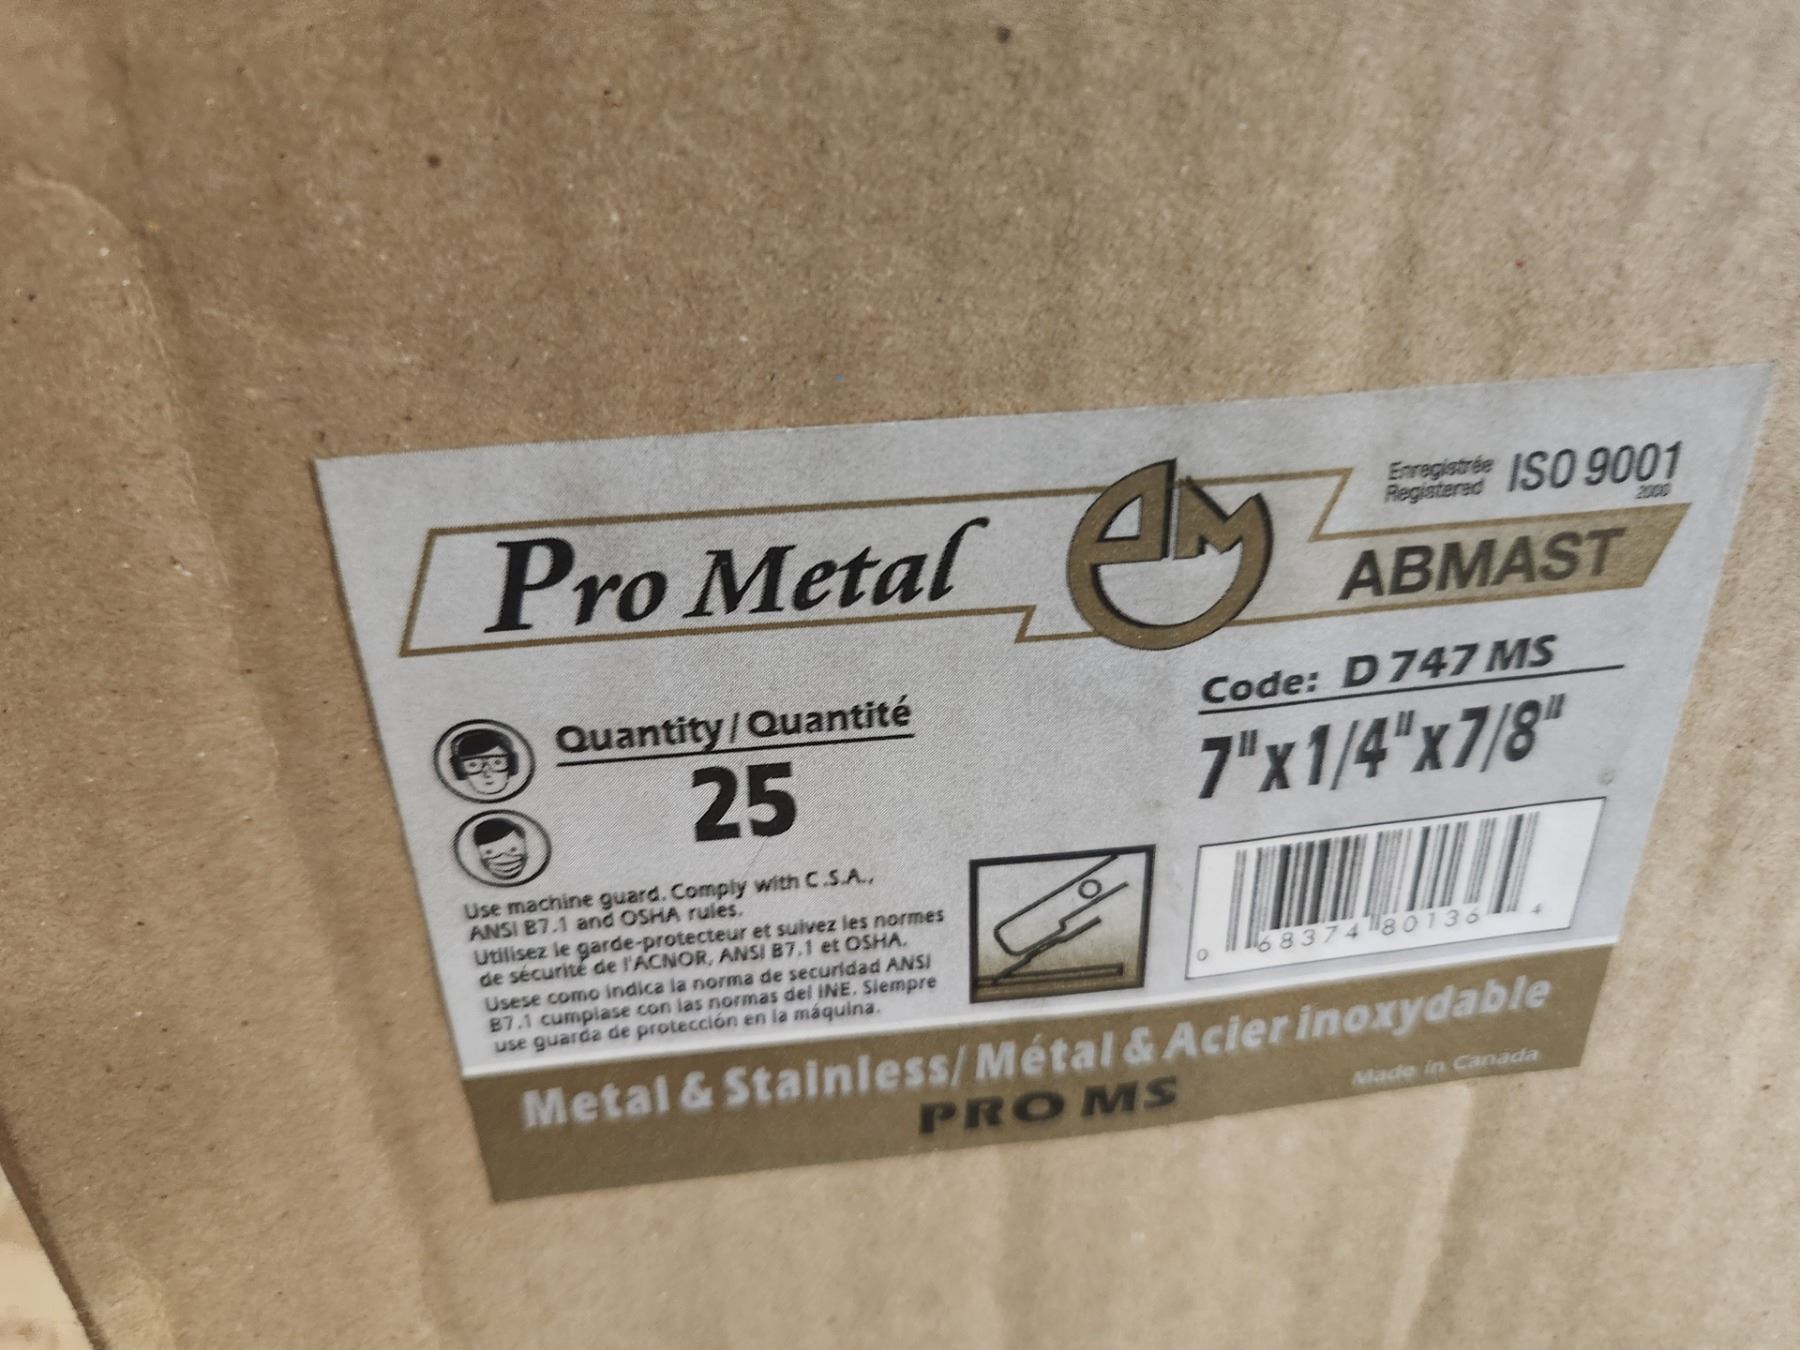 Enregistrée
Registered
ISO 9001
2000
Pro Metal
ABMAST
Code: D 747 MS
7"x1/4"x7/8"
Quantity/Quantité
25
Use machine guard. Comply with C.S.A.,
ANSI B7.1 and OSHA rules.
Utilisez le garde-protecteur et suivez les normes
de sécurité de l'ACNOR, ANSI B7.1 et OSHA.
Usese como indica la norma de securidad ANSI
B7.1 cumplase con las normas del INE. Siempre
use guarda de protección en la máquina.
0 68374 80136 4
Metal & Stainless/Métal & Acier inoxydable
PRO MS
Made in Canada